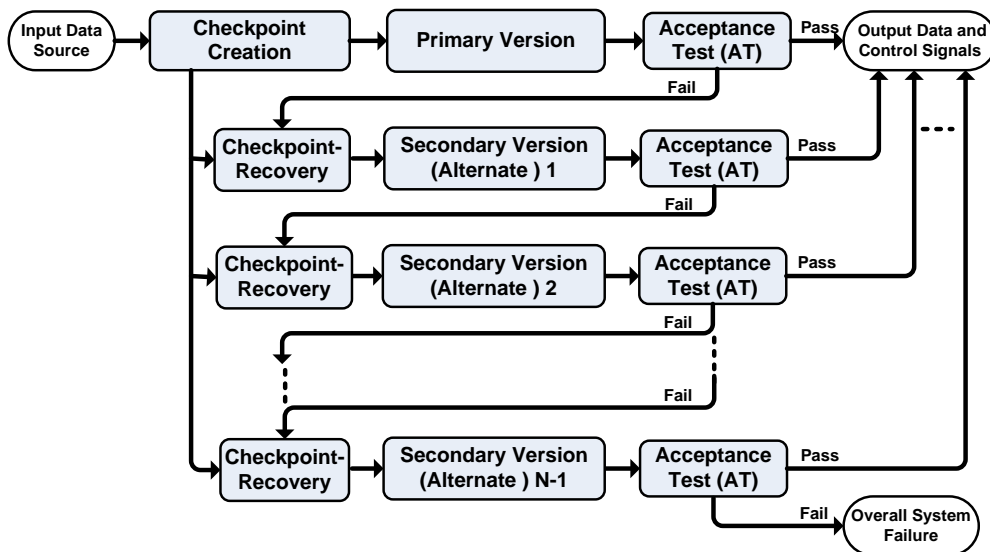 Input Data
Source
Checkpoint
Creation
Primary Version
Acceptance
Test (AT)
Pass
Output Data and
Control Signals
Fail
Checkpoint-
Recovery
Secondary Version
(Alternate ) 1
Acceptance
Test (AT)
Pass
Fail
Checkpoint-
Recovery
Secondary Version
(Alternate ) 2
Acceptance
Test (AT)
Pass
Fail
Fail
Checkpoint-
Recovery
Secondary Version
(Alternate ) N-1
Acceptance
Test (AT)
Pass
Fail
Overall System
Failure